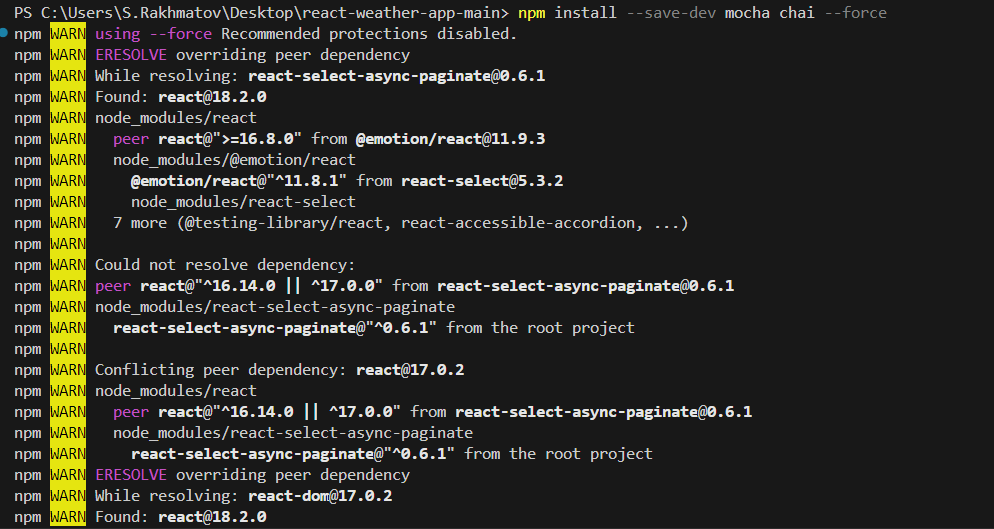 PS C:\Users\S.Rakhmatov\Desktop\react-weather-app-main> npm install --save-dev mocha chai --force
npm WARN using --force Recommended protections disabled.
npm WARN ERESOLVE overriding peer dependency
npm WARN While resolving: react-select-async-paginate@0.6.1
npm WARN Found: react@18.2.0
npm WARN node_modules/react
npm WARN   peer react@">=16.8.0" from @emotion/react@11.9.3
npm WARN   node_modules/@emotion/react
npm WARN     @emotion/react@"^11.8.1" from react-select@5.3.2
npm WARN     node_modules/react-select
npm WARN   7 more (@testing-library/react, react-accessible-accordion, ...)
npm WARN
npm WARN Could not resolve dependency:
npm WARN peer react@"^16.14.0 || ^17.0.0" from react-select-async-paginate@0.6.1
npm WARN node_modules/react-select-async-paginate
npm WARN   react-select-async-paginate@"^0.6.1" from the root project
npm WARN
npm WARN Conflicting peer dependency: react@17.0.2
npm WARN node_modules/react
npm WARN   peer react@"^16.14.0 || ^17.0.0" from react-select-async-paginate@0.6.1
npm WARN   node_modules/react-select-async-paginate
npm WARN     react-select-async-paginate@"^0.6.1" from the root project
npm WARN ERESOLVE overriding peer dependency
npm WARN While resolving: react-dom@17.0.2
npm WARN Found: react@18.2.0